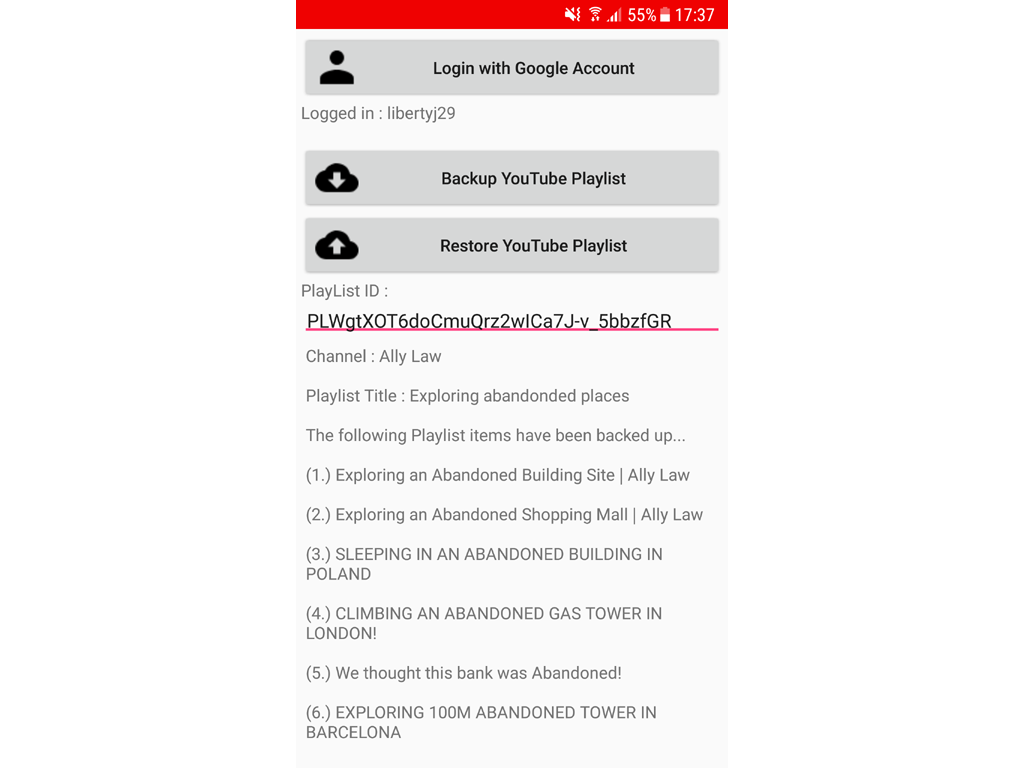 55% 17:37
Login with Google Account
Logged in : libertyj29
Backup YouTube Playlist
Restore YouTube Playlist
PlayList ID :
PLWgtXOT6doCmuQrz2wICa7J-v_5bbzfGR
Channel : Ally Law
Playlist Title : Exploring abandonded places
The following Playlist items have been backed up...
(1.) Exploring an Abandoned Building Site | Ally Law
(2.) Exploring an Abandoned Shopping Mall | Ally Law
(3.) SLEEPING IN AN ABANDONED BUILDING IN
POLAND
(4.) CLIMBING AN ABANDONED GAS TOWER IN
LONDON!
(5.) We thought this bank was Abandoned!
(6.) EXPLORING 100M ABANDONED TOWER IN
BARCELONA